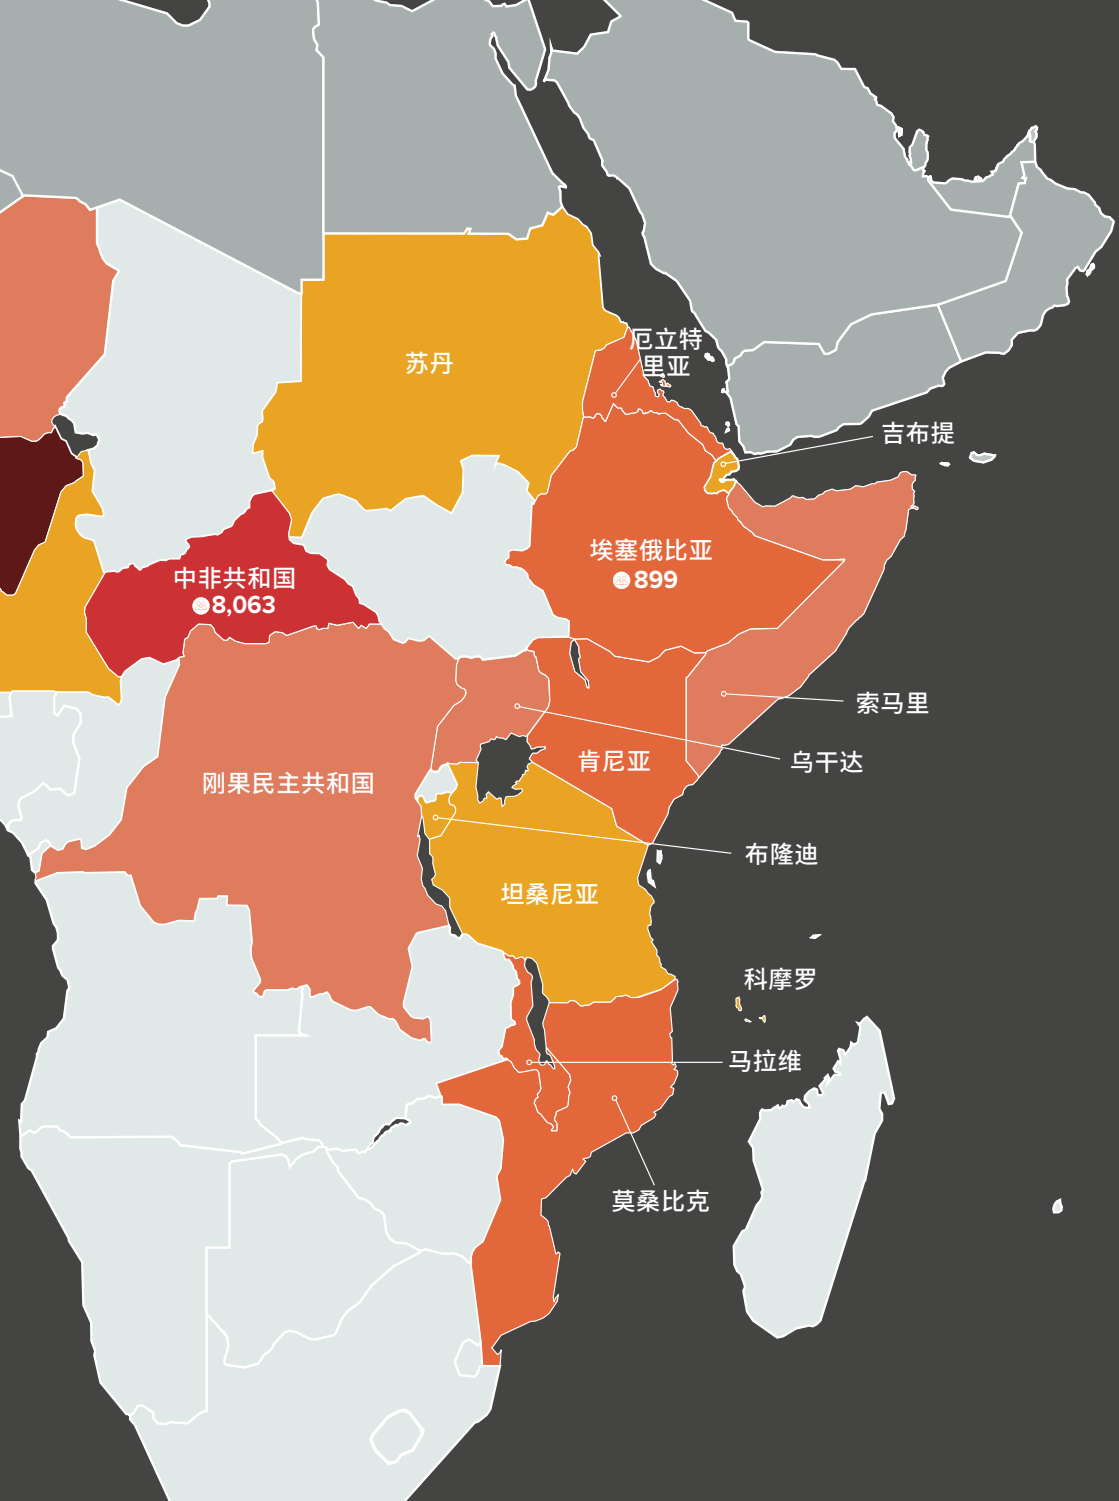 厄立特
里亚
苏丹
吉布提
埃塞俄比亚
899
中非共和国
8,063
索马里
乌干达
肯尼亚
刚果民主共和国
布隆迪
坦桑尼亚
科摩罗
马拉维
莫桑比克